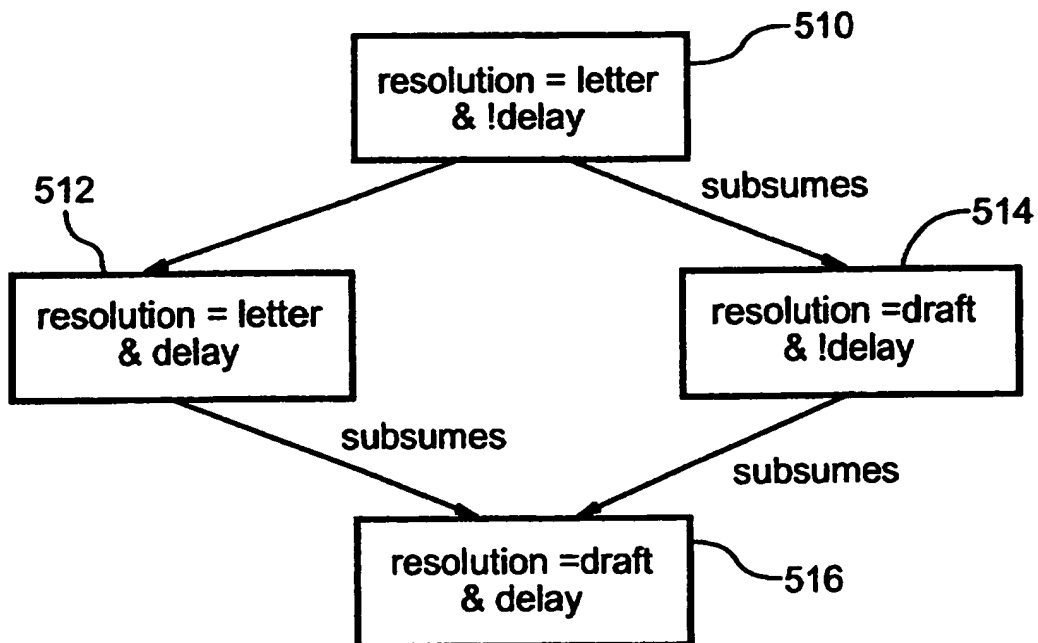 510
resolution = letter
& !delay
subsumes
512
514
resolution = letter
& delay
resolution =draft
& !delay
subsumes
subsumes
resolution =draft
& delay
516